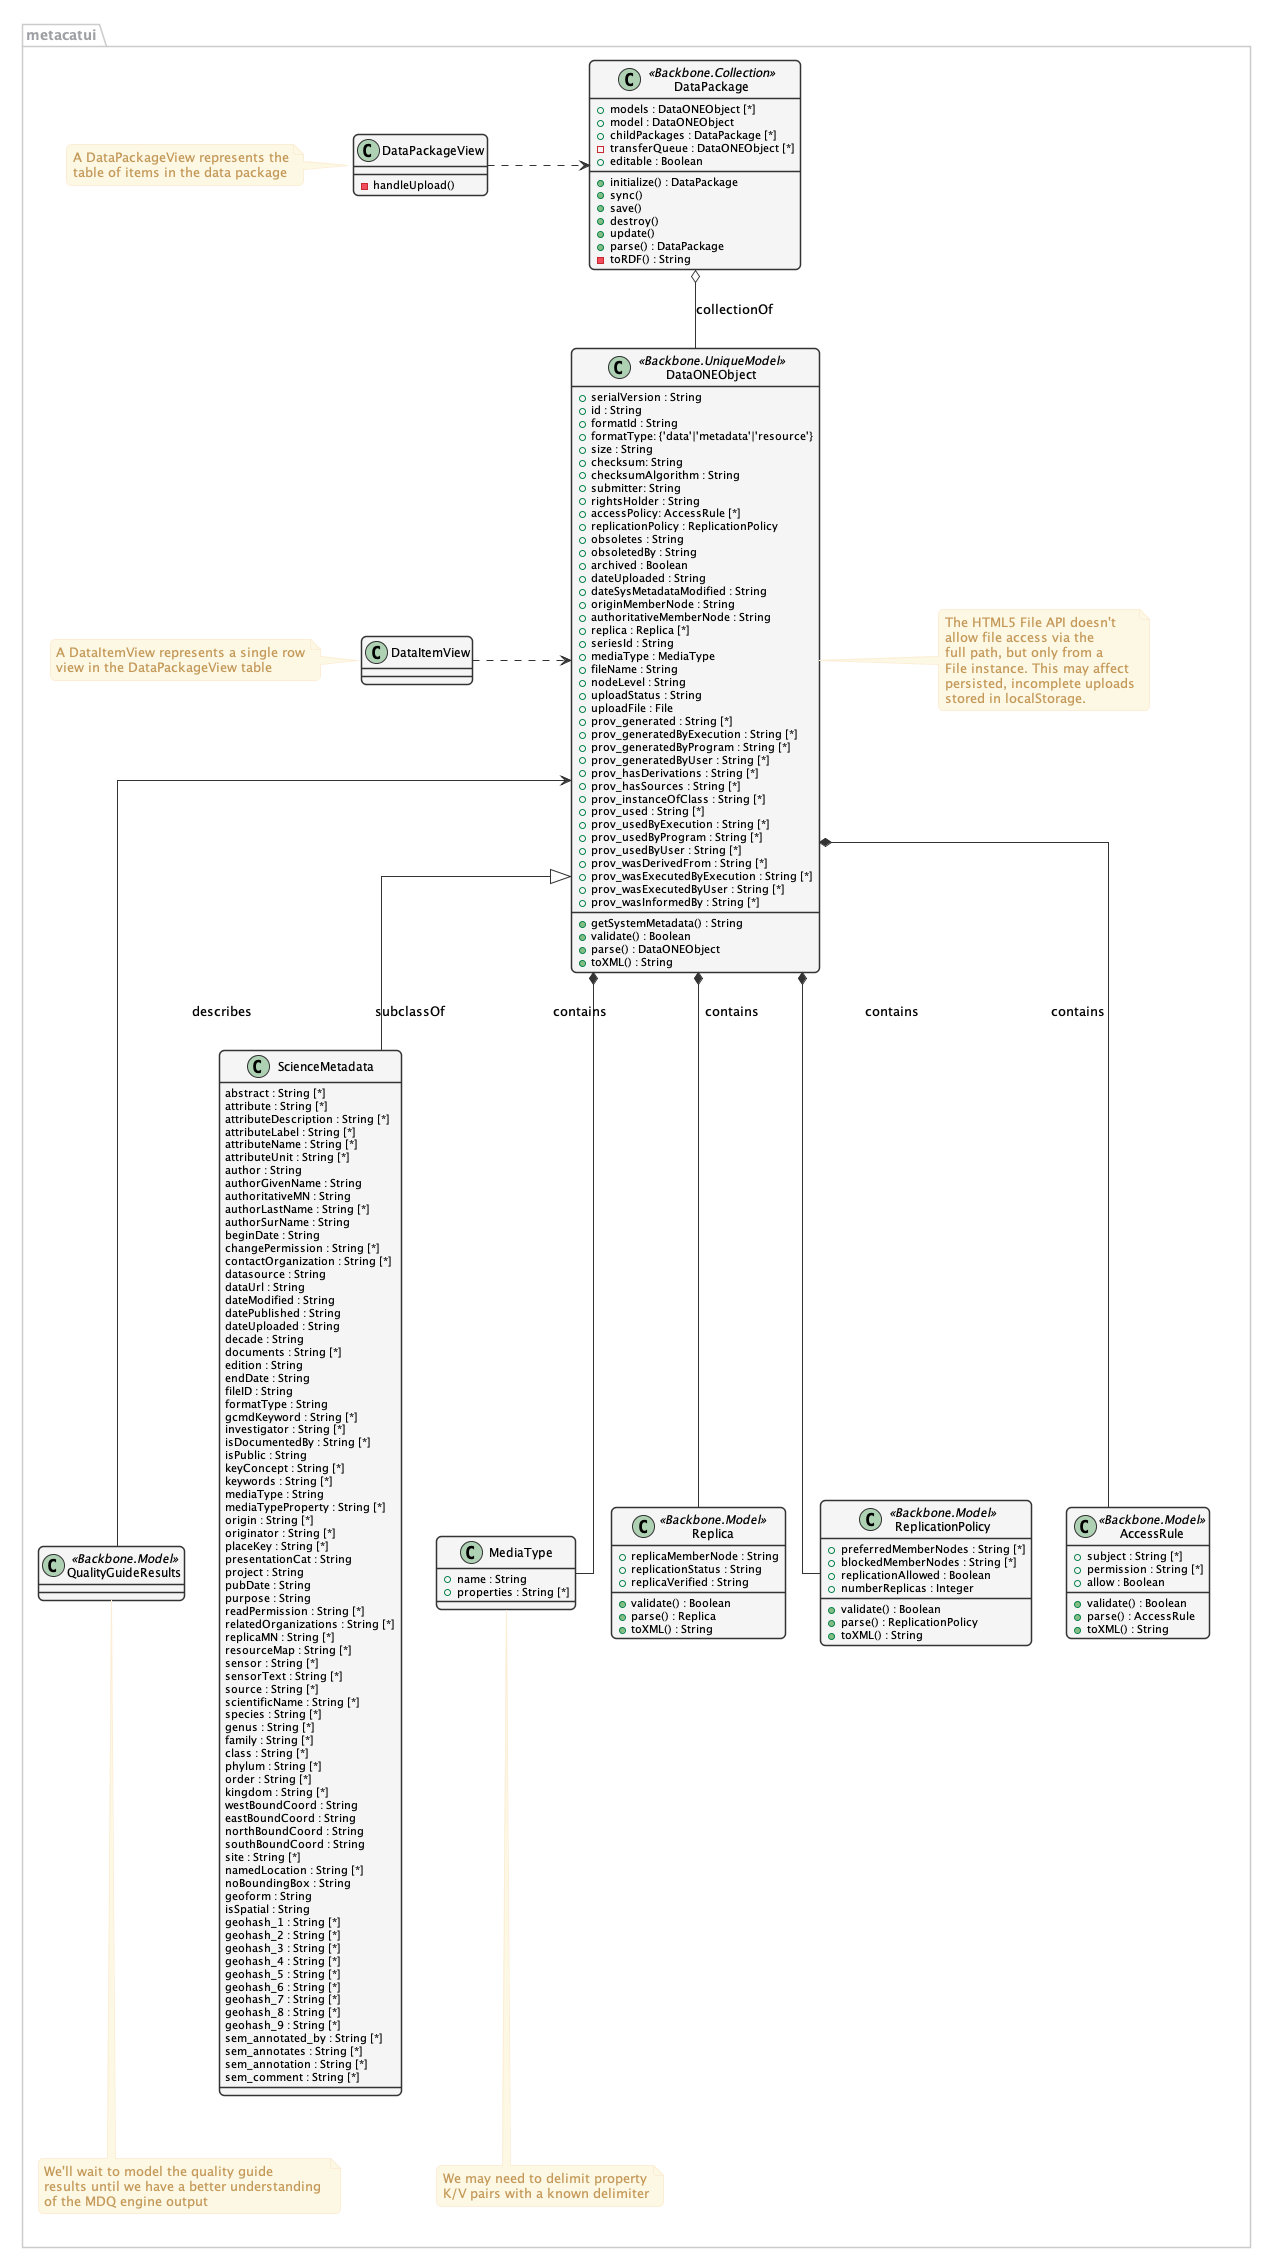 metacatui
«Backbone.Collection»
DataPackage
models : DataONEObject [*]
model : DataONEObject
childPackages : DataPackage [*]
transferQueue : DataONEObject [*]
editable : Boolean
initialize() : DataPackage
sync()
save()
destroy()
update()
parse() : DataPackage
toRDF() : String
A DataPackageView represents the
table of items in the data package
DataPackageView
handleUpload()
collectionOf
«Backbone.UniqueModel»
DataONEObject
serialVersion : String
id : String
formatId : String
formatType: {'data'|'metadata'|'resource'}
size : String
checksum: String
checksumAlgorithm : String
submitter: String
rightsHolder : String
accessPolicy: AccessRule [*]
replicationPolicy : ReplicationPolicy
obsoletes : String
obsoletedBy : String
archived : Boolean
dateUploaded : String
dateSysMetadataModified : String
originMemberNode : String
authoritativeMemberNode : String
replica : Replica [*]
seriesId : String
mediaType : MediaType
fileName : String
nodeLevel : String
uploadStatus : String
uploadFile : File
prov_generated : String [*]
prov_generatedByExecution : String [*]
prov_generatedByProgram : String [*]
prov_generatedByUser : String [*]
prov_hasDerivations : String [*]
prov_hasSources : String [*]
prov_instanceOfClass : String [*]
prov_used : String [*]
prov_usedByExecution : String [*]
prov_usedByProgram : String [*]
prov_usedByUser : String [*]
prov_wasDerivedFrom : String [*]
prov_wasExecutedByExecution : String [*]
prov_wasExecutedByUser : String [*]
prov_wasInformedBy : String [*]
getSystemMetadata() : String
validate() : Boolean
parse() : DataONEObject
toXML() : String
A DataItemView represents a single row
view in the DataPackageView table
DataItemView
The HTML5 File API doesn't
allow file access via the
full path, but only from a
File instance. This may affect
persisted, incomplete uploads
stored in localStorage.
describes
subclassOf
contains
contains
contains
contains
ScienceMetadata
abstract : String [*]
attribute : String [*]
attributeDescription : String [*]
attributeLabel : String [*]
attributeName : String [*]
attributeUnit : String [*]
author : String
authorGivenName : String
authoritativeMN : String
authorLastName : String [*]
authorSurName : String
beginDate : String
changePermission : String [*]
contactOrganization : String [*]
datasource : String
dataUrl : String
dateModified : String
datePublished : String
dateUploaded : String
decade : String
documents : String [*]
edition : String
endDate : String
fileID : String
formatType : String
gcmdKeyword : String [*]
investigator : String [*]
isDocumentedBy : String [*]
isPublic : String
keyConcept : String [*]
keywords : String [*]
mediaType : String
mediaTypeProperty : String [*]
origin : String [*]
originator : String [*]
placeKey : String [*]
presentationCat : String
project : String
pubDate : String
purpose : String
readPermission : String [*]
relatedOrganizations : String [*]
replicaMN : String [*]
resourceMap : String [*]
sensor : String [*]
sensorText : String [*]
source : String [*]
scientificName : String [*]
species : String [*]
genus : String [*]
family : String [*]
class : String [*]
phylum : String [*]
order : String [*]
kingdom : String [*]
westBoundCoord : String
eastBoundCoord : String
northBoundCoord : String
southBoundCoord : String
site : String [*]
namedLocation : String [*]
noBoundingBox : String
geoform : String
isSpatial : String
geohash_1 : String [*]
geohash_2 : String [*]
geohash_3 : String [*]
geohash_4 : String [*]
geohash_5 : String [*]
geohash_6 : String [*]
geohash_7 : String [*]
geohash_8 : String [*]
geohash_9 : String [*]
sem_annotated_by : String [*]
sem_annotates : String [*]
sem_annotation : String [*]
sem_comment : String [*]
«Backbone.Model»
QualityGuideResults
MediaType
name : String
properties : String [*]
«Backbone.Model»
Replica
replicaMemberNode : String
replicationStatus : String
replicaVerified : String
validate() : Boolean
parse() : Replica
toXML() : String
«Backbone.Model»
ReplicationPolicy
preferredMemberNodes : String [*]
blockedMemberNodes : String [*]
replicationAllowed : Boolean
numberReplicas : Integer
validate() : Boolean
parse() : ReplicationPolicy
toXML() : String
«Backbone.Model»
AccessRule
subject : String [*]
permission : String [*]
allow : Boolean
validate() : Boolean
parse() : AccessRule
toXML() : String
We'll wait to model the quality guide
results until we have a better understanding
of the MDQ engine output
We may need to delimit property
K/V pairs with a known delimiter